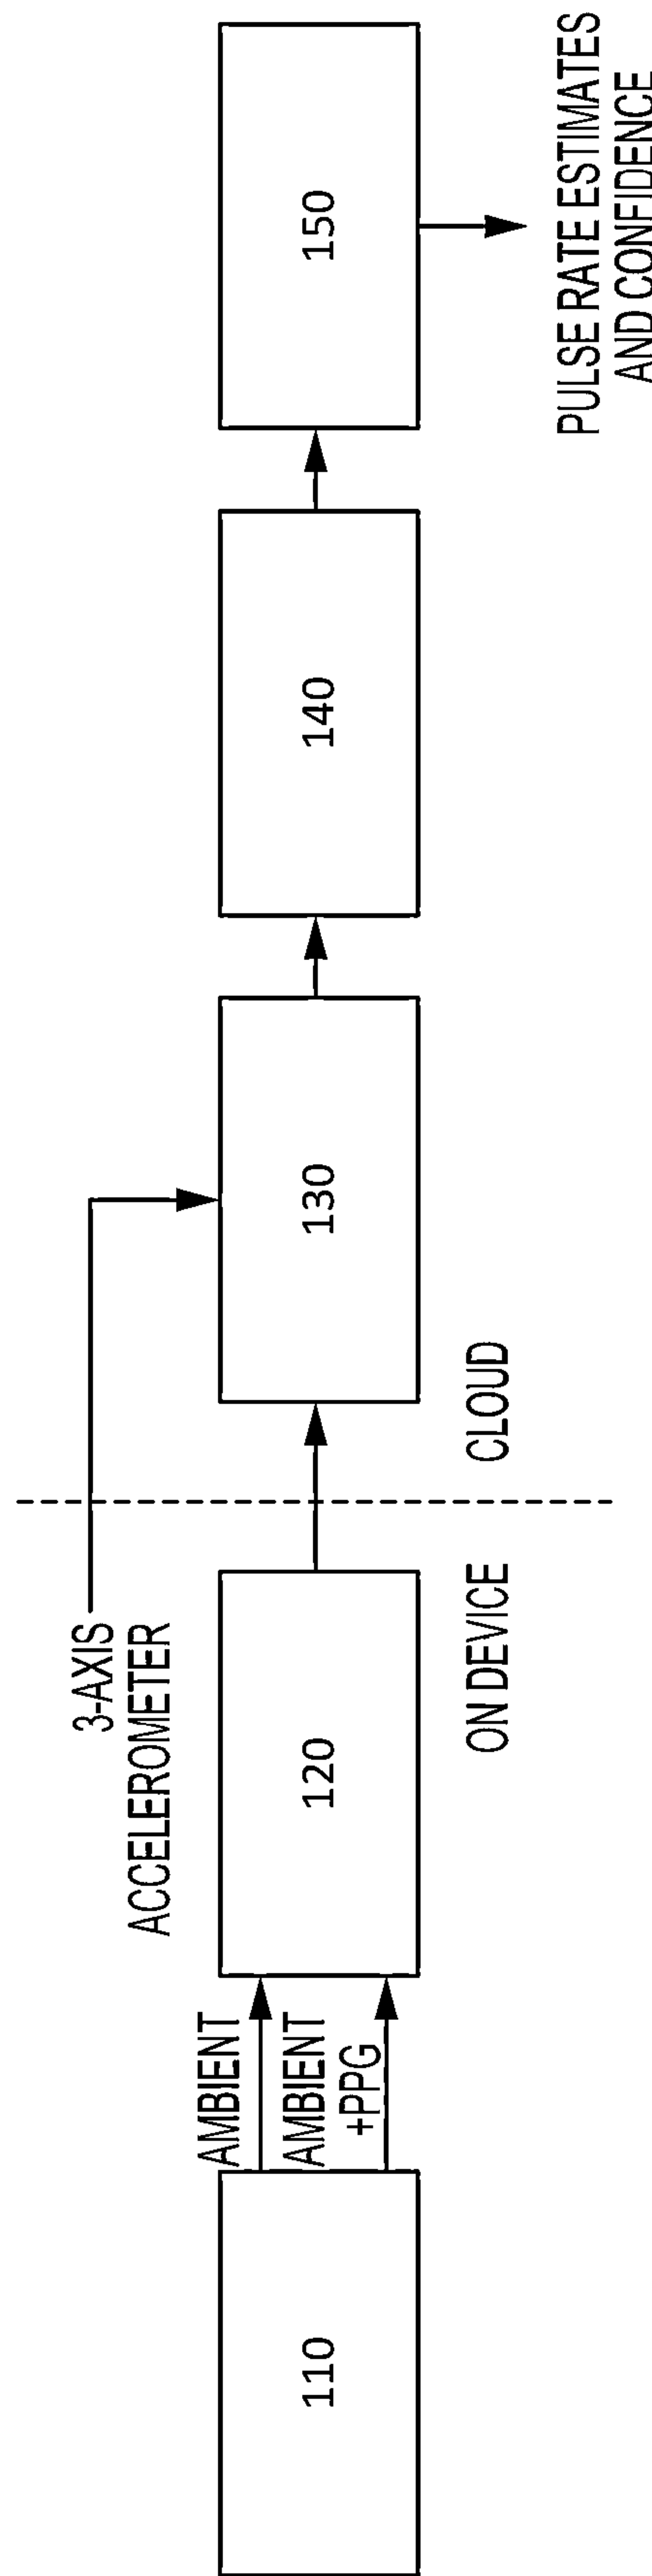 3-AXIS
ACCELEROMETER
AMBIENT
AMBIENT
+PPG
110
120
130
140
150
ON DEVICE
CLOUD
PULSE RATE ESTIMATES
AND CONFIDENCE